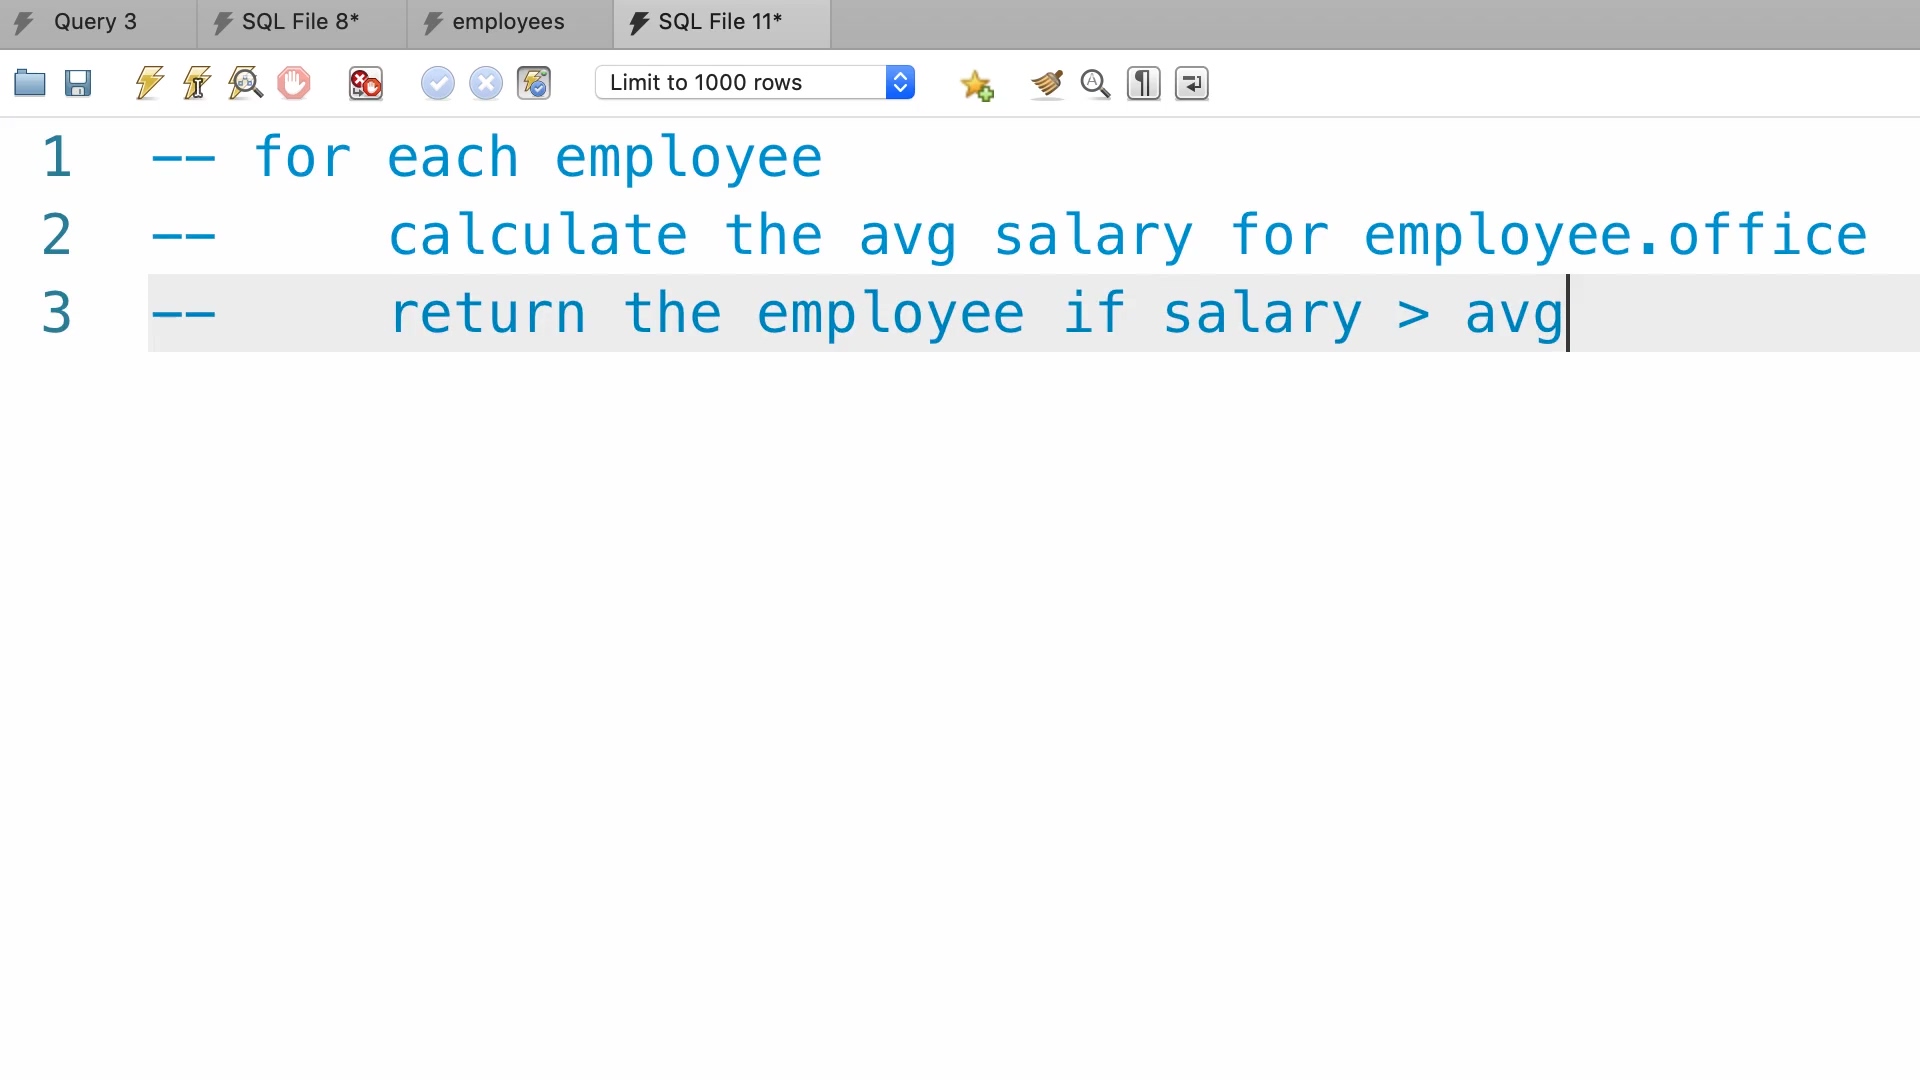 Query 3
SQL File 8*
employees
SQL File 11*
Limit to 1000 rows
1 -- for each employee
2 --     calculate the avg salary for employee.office
3 --     return the employee if salary > avg